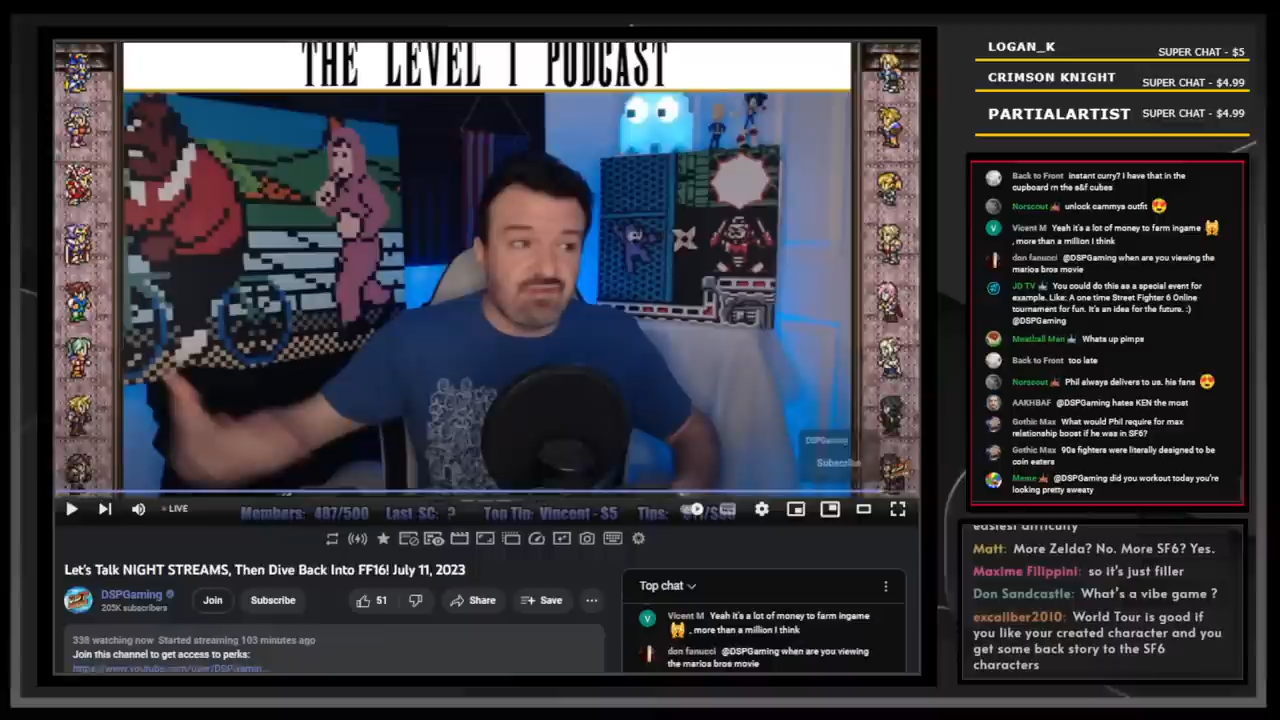 THE LEVEL 1 PODCAST
DSPGaming
Subscribe
LIVE
Members: 487/500 Last SC: ? Top Tip: Vincent - $5 Tips:
Let's Talk NIGHT STREAMS, Then Dive Back Into FF16! July 11, 2023
DSPGaming
205K subscribers
Join
Subscribe
51
Share
Save
338 watching now Started streaming 103 minutes ago
Join this channel to get access to perks:
Top chat
Vicent M Yeah it's a lot of money to farm ingame
, more than a million I think
don fanucci @DSPGaming when are you viewing
the marios bros movie
LOGAN_K SUPER CHAT - $5
CRIMSON KNIGHT SUPER CHAT - $4.99
PARTIALARTIST SUPER CHAT - $4.99
Back to Front instant curry? I have that in the
cupboard rn the s&f cubes
Norscout unlock cammys outfit
Vicent M Yeah it's a lot of money to farm ingame
, more than a million I think
don fanucci @DSPGaming when are you viewing the
marios bros movie
JD TV You could do this as a special event for
example. Like: A one time Street Fighter 6 Online
tournament for fun. It's an idea for the future. :)
@DSPGaming
Meatball Man Whats up pimps
Back to Front too late
Norscout Phil always delivers to us. his fans
AAKHBAF @DSPGaming hates KEN the most
Gothic Max What would Phil require for max
relationship boost if he was in SF6?
Gothic Max 90s fighters were literally designed to be
coin eaters
Meme @DSPGaming did you workout today you're
looking pretty sweaty
easiest difficulty
Matt: More Zelda? No. More SF6? Yes.
Maxime Filippini: so it's just filler
Don Sandcastle: What's a vibe game ?
excaliber2010: World Tour is good if
you like your created character and you
get some back story to the SF6
characters